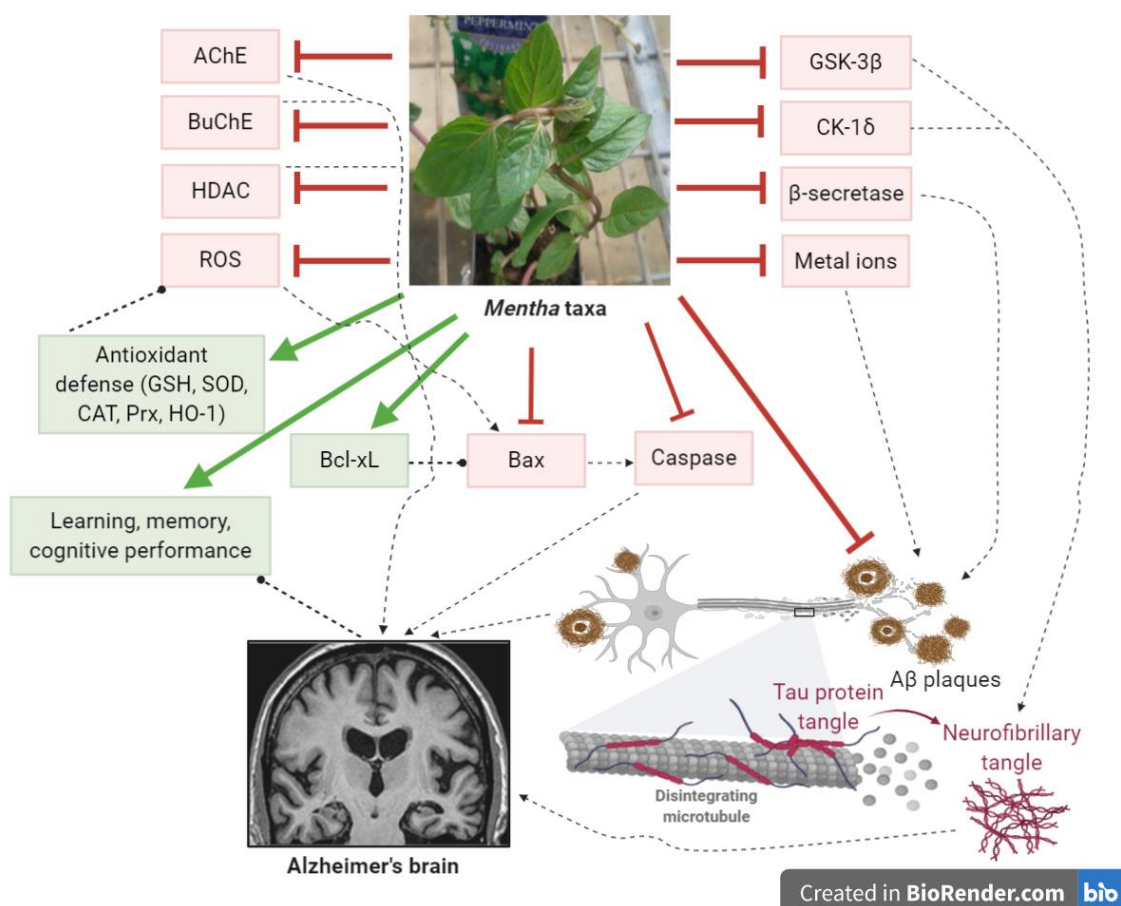 PEPPERMINT
AChE
BuChE
HDAC
ROS
GSK-3β
CK-1δ
β-secretase
Metal ions
Mentha taxa
Antioxidant
defense (GSH, SOD,
CAT, Prx, HO-1)
Bcl-xL
Bax
Caspase
Learning, memory,
cognitive performance
Aβ plaques
Tau protein
tangle
Neurofibrillary
tangle
Disintegrating
microtubule
Alzheimer's brain
Created in BioRender.com bio